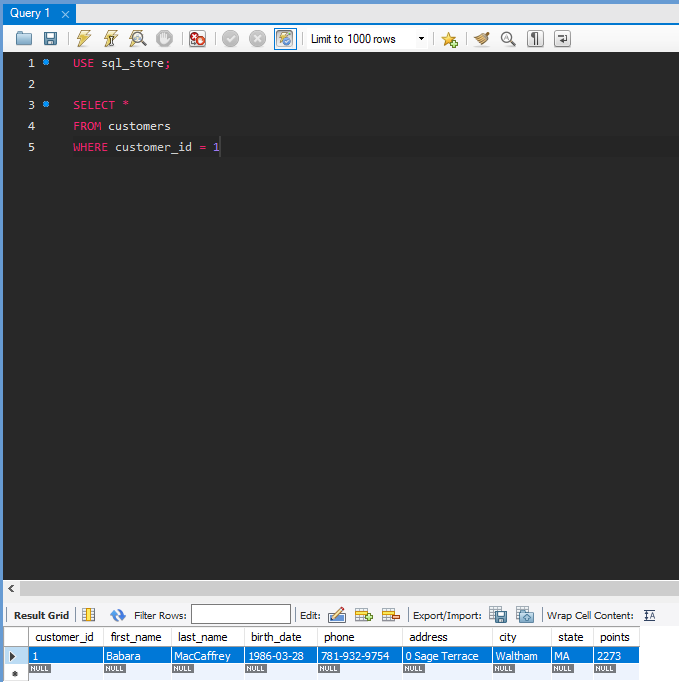 Query 1
Limit to 1000 rows
1 USE sql_store;
2
3 SELECT *
4 FROM customers
5 WHERE customer_id = 1
Result Grid Filter Rows: Edit: Export/Import: Wrap Cell Content:
customer_id first_name last_name birth_date phone address city state points
1 Babara MacCaffrey 1986-03-28 781-932-9754 0 Sage Terrace Waltham MA 2273
NULL NULL NULL NULL NULL NULL NULL NULL NULL